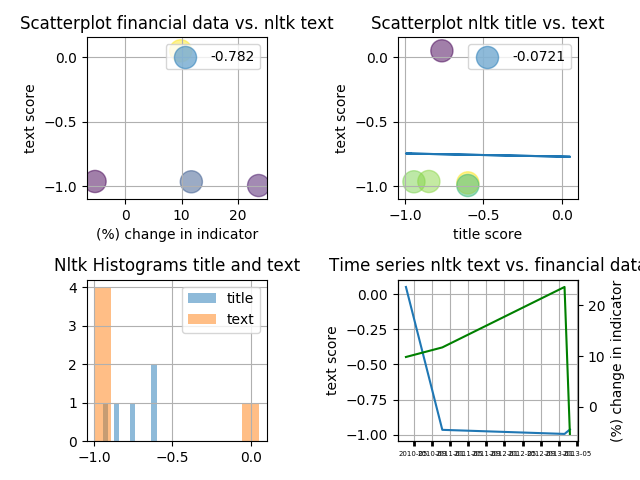 Scatterplot financial data vs. nltk text
Scatterplot nltk title vs. text
0.0
−0.5
−1.0
text score
0
10
20
(%) change in indicator
-0.782
0.0
−0.5
−1.0
text score
−1.0
−0.5
0.0
title score
-0.0721
Nltk Histograms title and text
Time series nltk text vs. financial data
4
3
2
1
0
−1.0
−0.5
0.0
title
text
0.00
−0.25
−0.50
−0.75
−1.00
text score
20
10
0
(%) change in indicator
2013-05